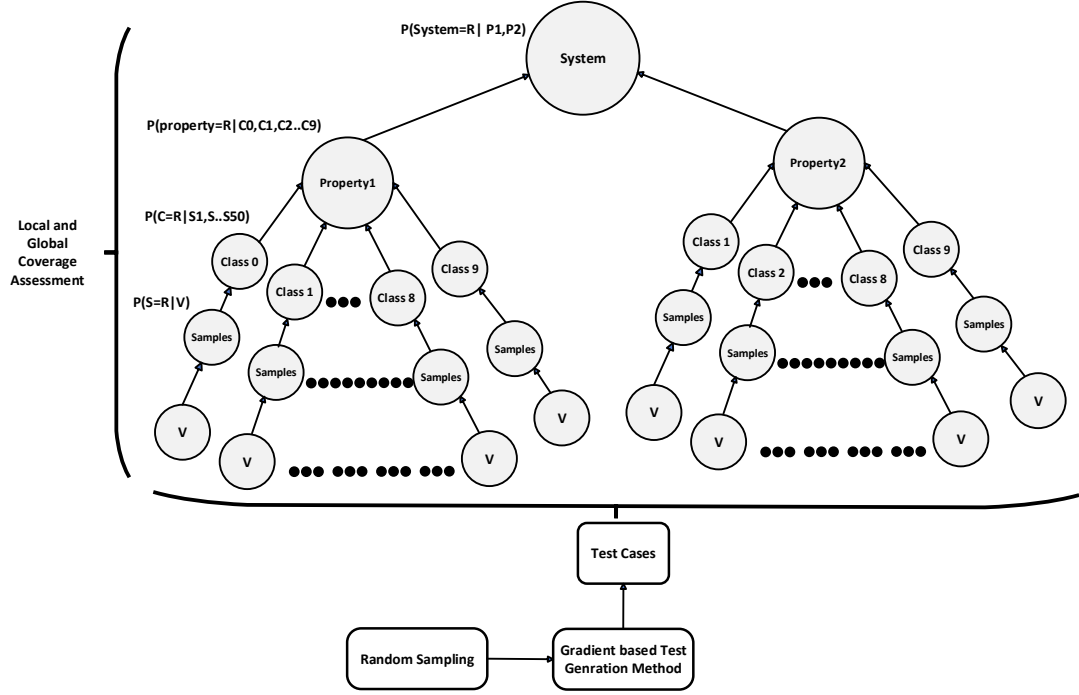 P(System=R| P1,P2)
System
P(property=R|C0,C1,C2..C9)
Property1
Property2
P(C=R|S1,S..S50)
Local and
Global
Coverage
Assessment
Class 0
Class 1
Class 8
Class 9
Class 1
Class 2
Class 8
Class 9
P(S=R|V)
Samples
Samples
Samples
Samples
Samples
Samples
Samples
Samples
V
V
V
V
V
V
V
V
Test Cases
Random Sampling
Gradient based Test
Genration Method